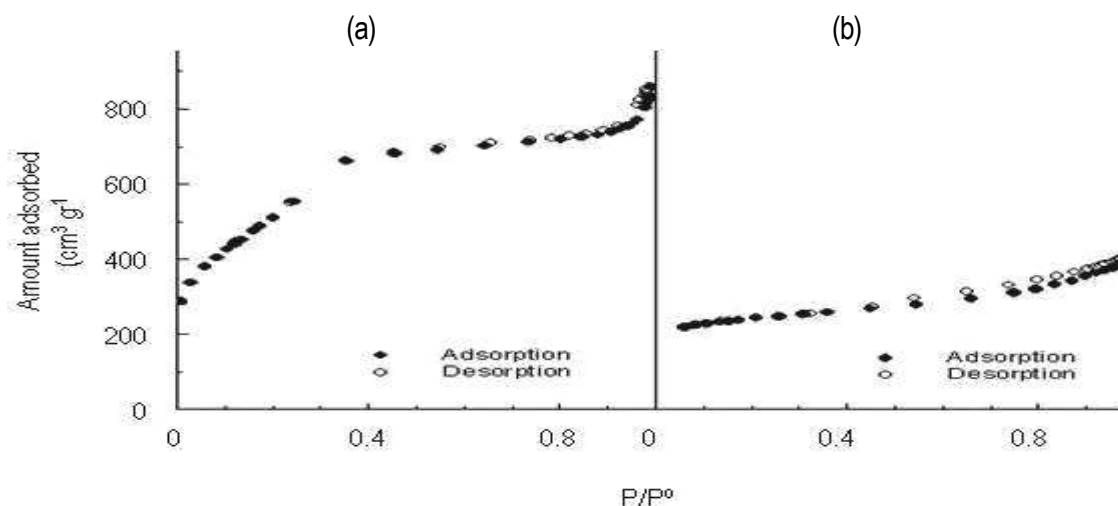 (a) (b)
800
600
400
200
0
Amount adsorbed
(cm³ g⁻¹)
Adsorption
Desorption
Adsorption
Desorption
0 0.4 0.8 0 0.4 0.8
P/Pº